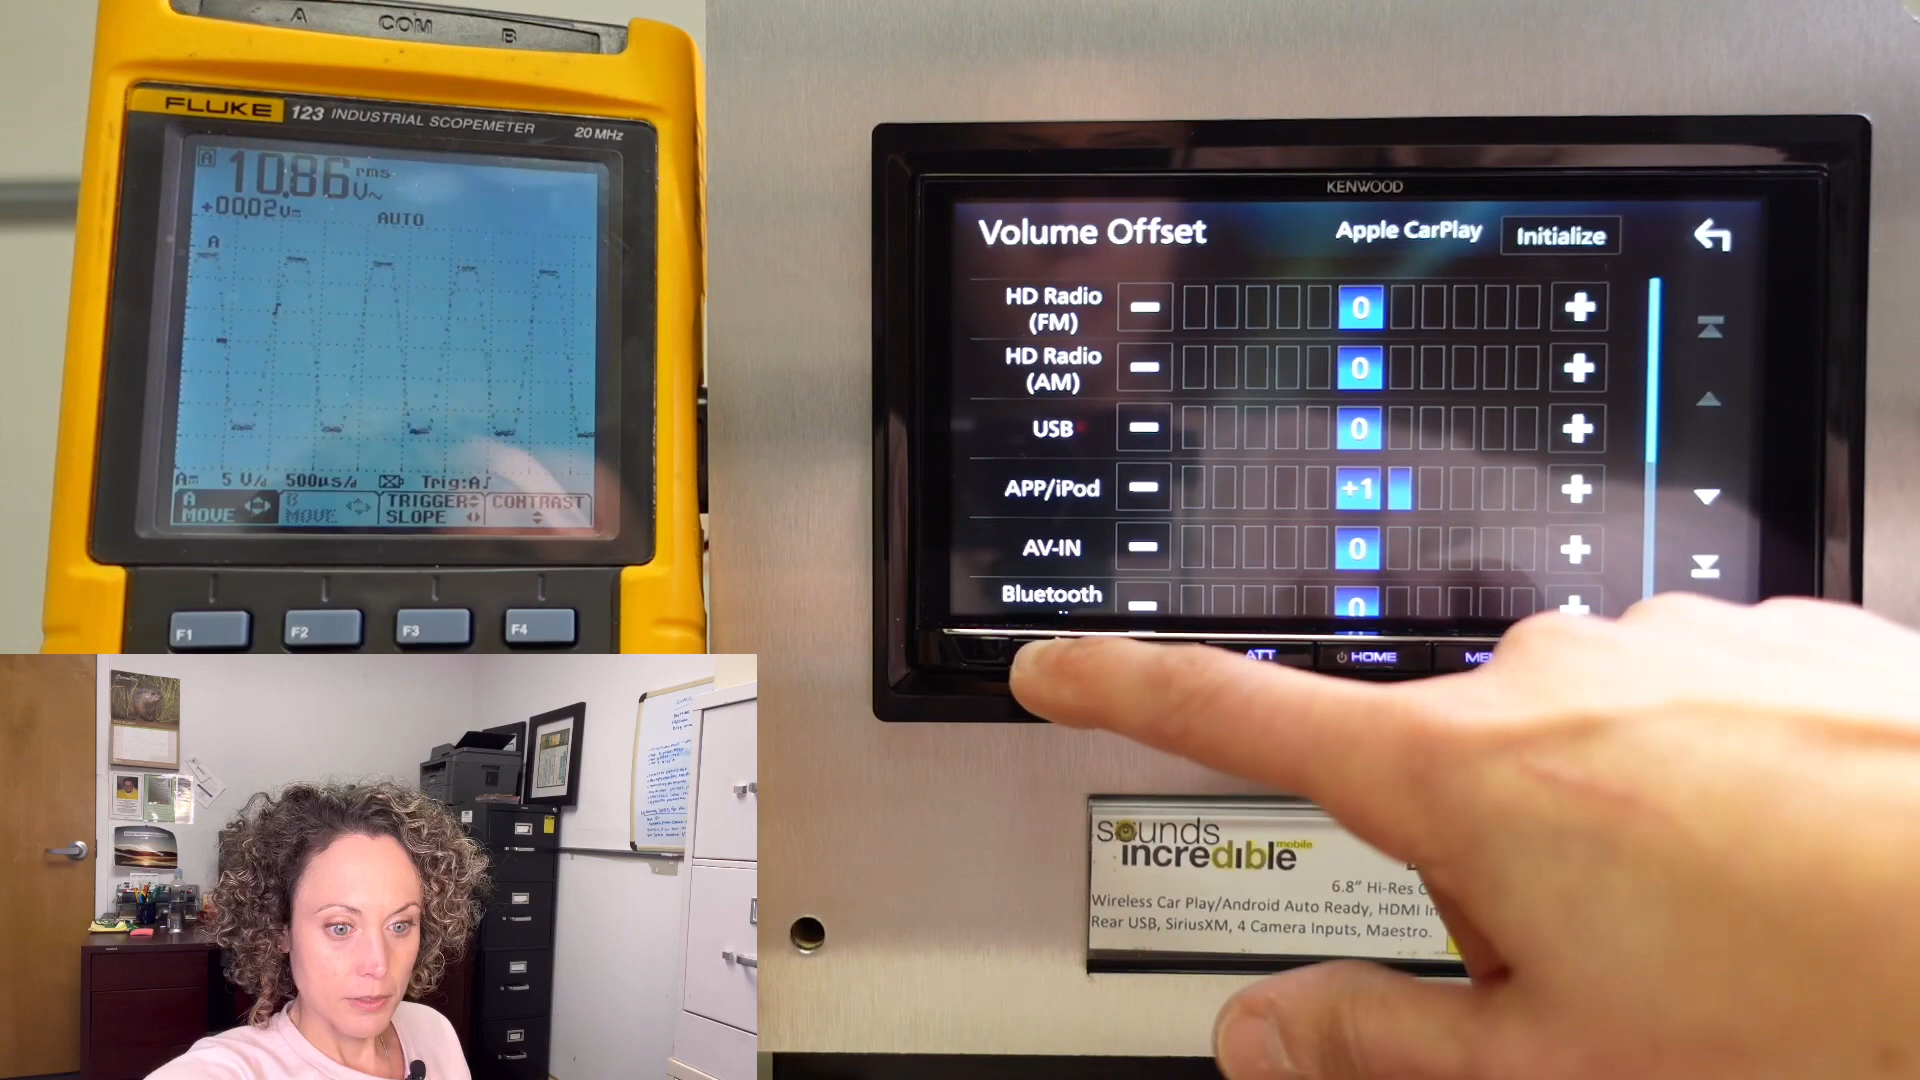 A COM B
FLUKE 123 INDUSTRIAL SCOPEMETER 20 MHz
A 10.86 rms V~
+00.02V
AUTO
A
A 5 V/d 500µs/d Trig:A
A MOVE B MOVE TRIGGER SLOPE CONTRAST
F1 F2 F3 F4
KENWOOD
Volume Offset Apple CarPlay Initialize
HD Radio (FM) 0
HD Radio (AM) 0
USB 0
APP/iPod +1
AV-IN 0
Bluetooth 0
ATT HOME
sounds incredible mobile
6.8" Hi-Res
Wireless Car Play/Android Auto Ready, HDMI In
Rear USB, SiriusXM, 4 Camera Inputs, Maestro.